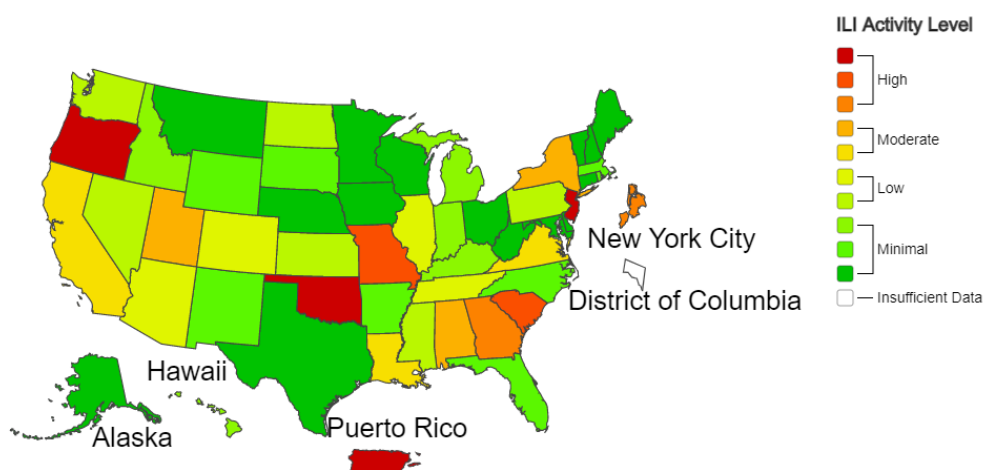 ILI Activity Level
High
Moderate
Low
Minimal
Insufficient Data
New York City
District of Columbia
Hawaii
Alaska
Puerto Rico